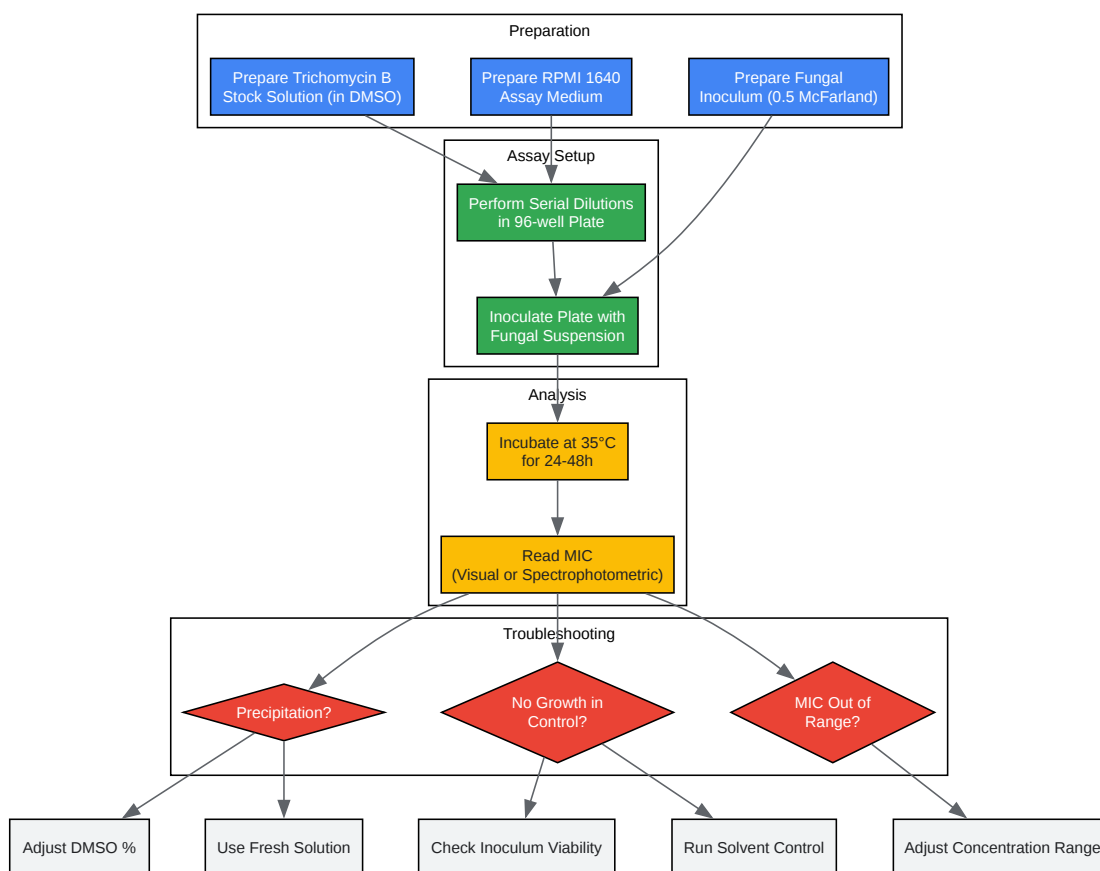 Preparation
Prepare Trichomycin B
Stock Solution (in DMSO)
Prepare RPMI 1640
Assay Medium
Prepare Fungal
Inoculum (0.5 McFarland)
Assay Setup
Perform Serial Dilutions
in 96-well Plate
Inoculate Plate with
Fungal Suspension
Analysis
Incubate at 35°C
for 24-48h
Read MIC
(Visual or Spectrophotometric)
Troubleshooting
Precipitation?
No Growth in
Control?
MIC Out of
Range?
Adjust DMSO %
Use Fresh Solution
Check Inoculum Viability
Run Solvent Control
Adjust Concentration Range